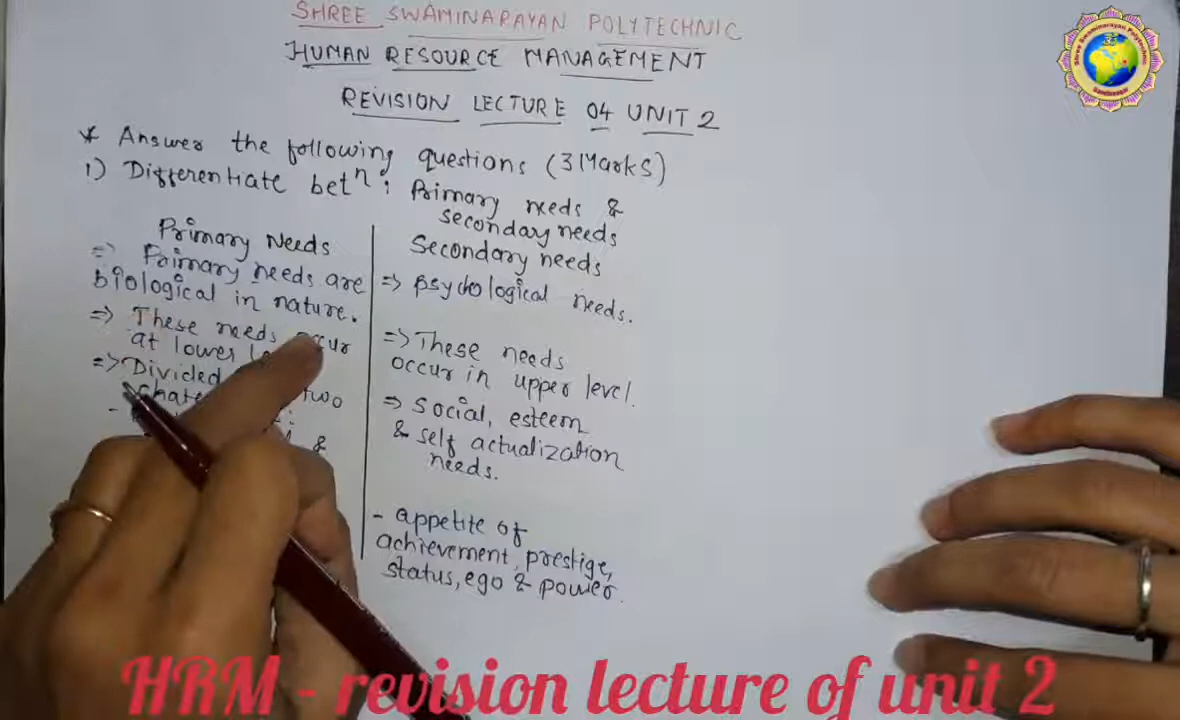 SHREE SWAMINARAYAN POLYTECHNIC
HUMAN RESOURCE MANAGEMENT
REVISION LECTURE 04 UNIT 2
* Answer the following questions (3 Marks)
1) Differentiate betn : Primary needs &
secondary needs
Primary Needs
=> Primary needs are
biological in nature.
=> These needs occur
at lower
=> Divided two
&
Secondary needs
=> psychological needs.
=> These needs
occur in upper level.
=> Social, esteem
& self actualization
needs.
- appetite of
achievement, prestige,
status, ego & power.
Shree Swaminarayan Polytechnic
HRM - revision lecture of unit 2